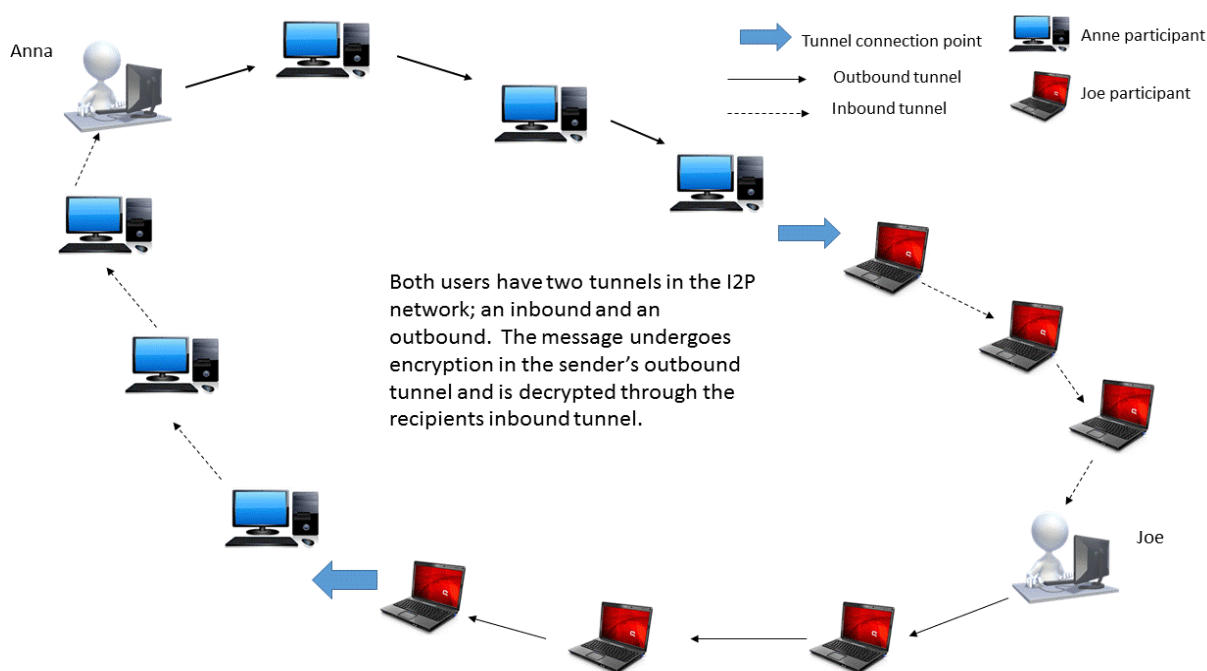 Anna
Tunnel connection point
Anne participant
Outbound tunnel
Joe participant
Inbound tunnel
Both users have two tunnels in the I2P
network; an inbound and an
outbound.  The message undergoes
encryption in the sender’s outbound
tunnel and is decrypted through the
recipients inbound tunnel.
Joe